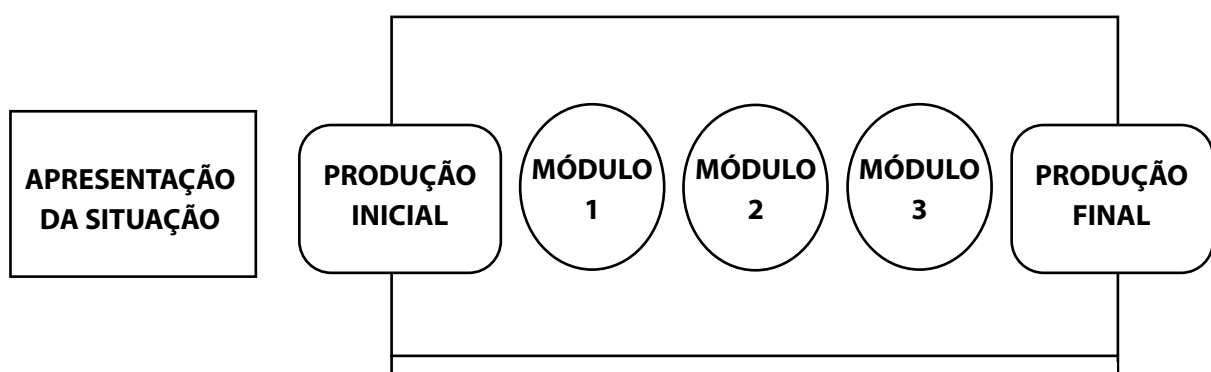 APRESENTAÇÃO
DA SITUAÇÃO
PRODUÇÃO
INICIAL
MÓDULO
1
MÓDULO
2
MÓDULO
3
PRODUÇÃO
FINAL